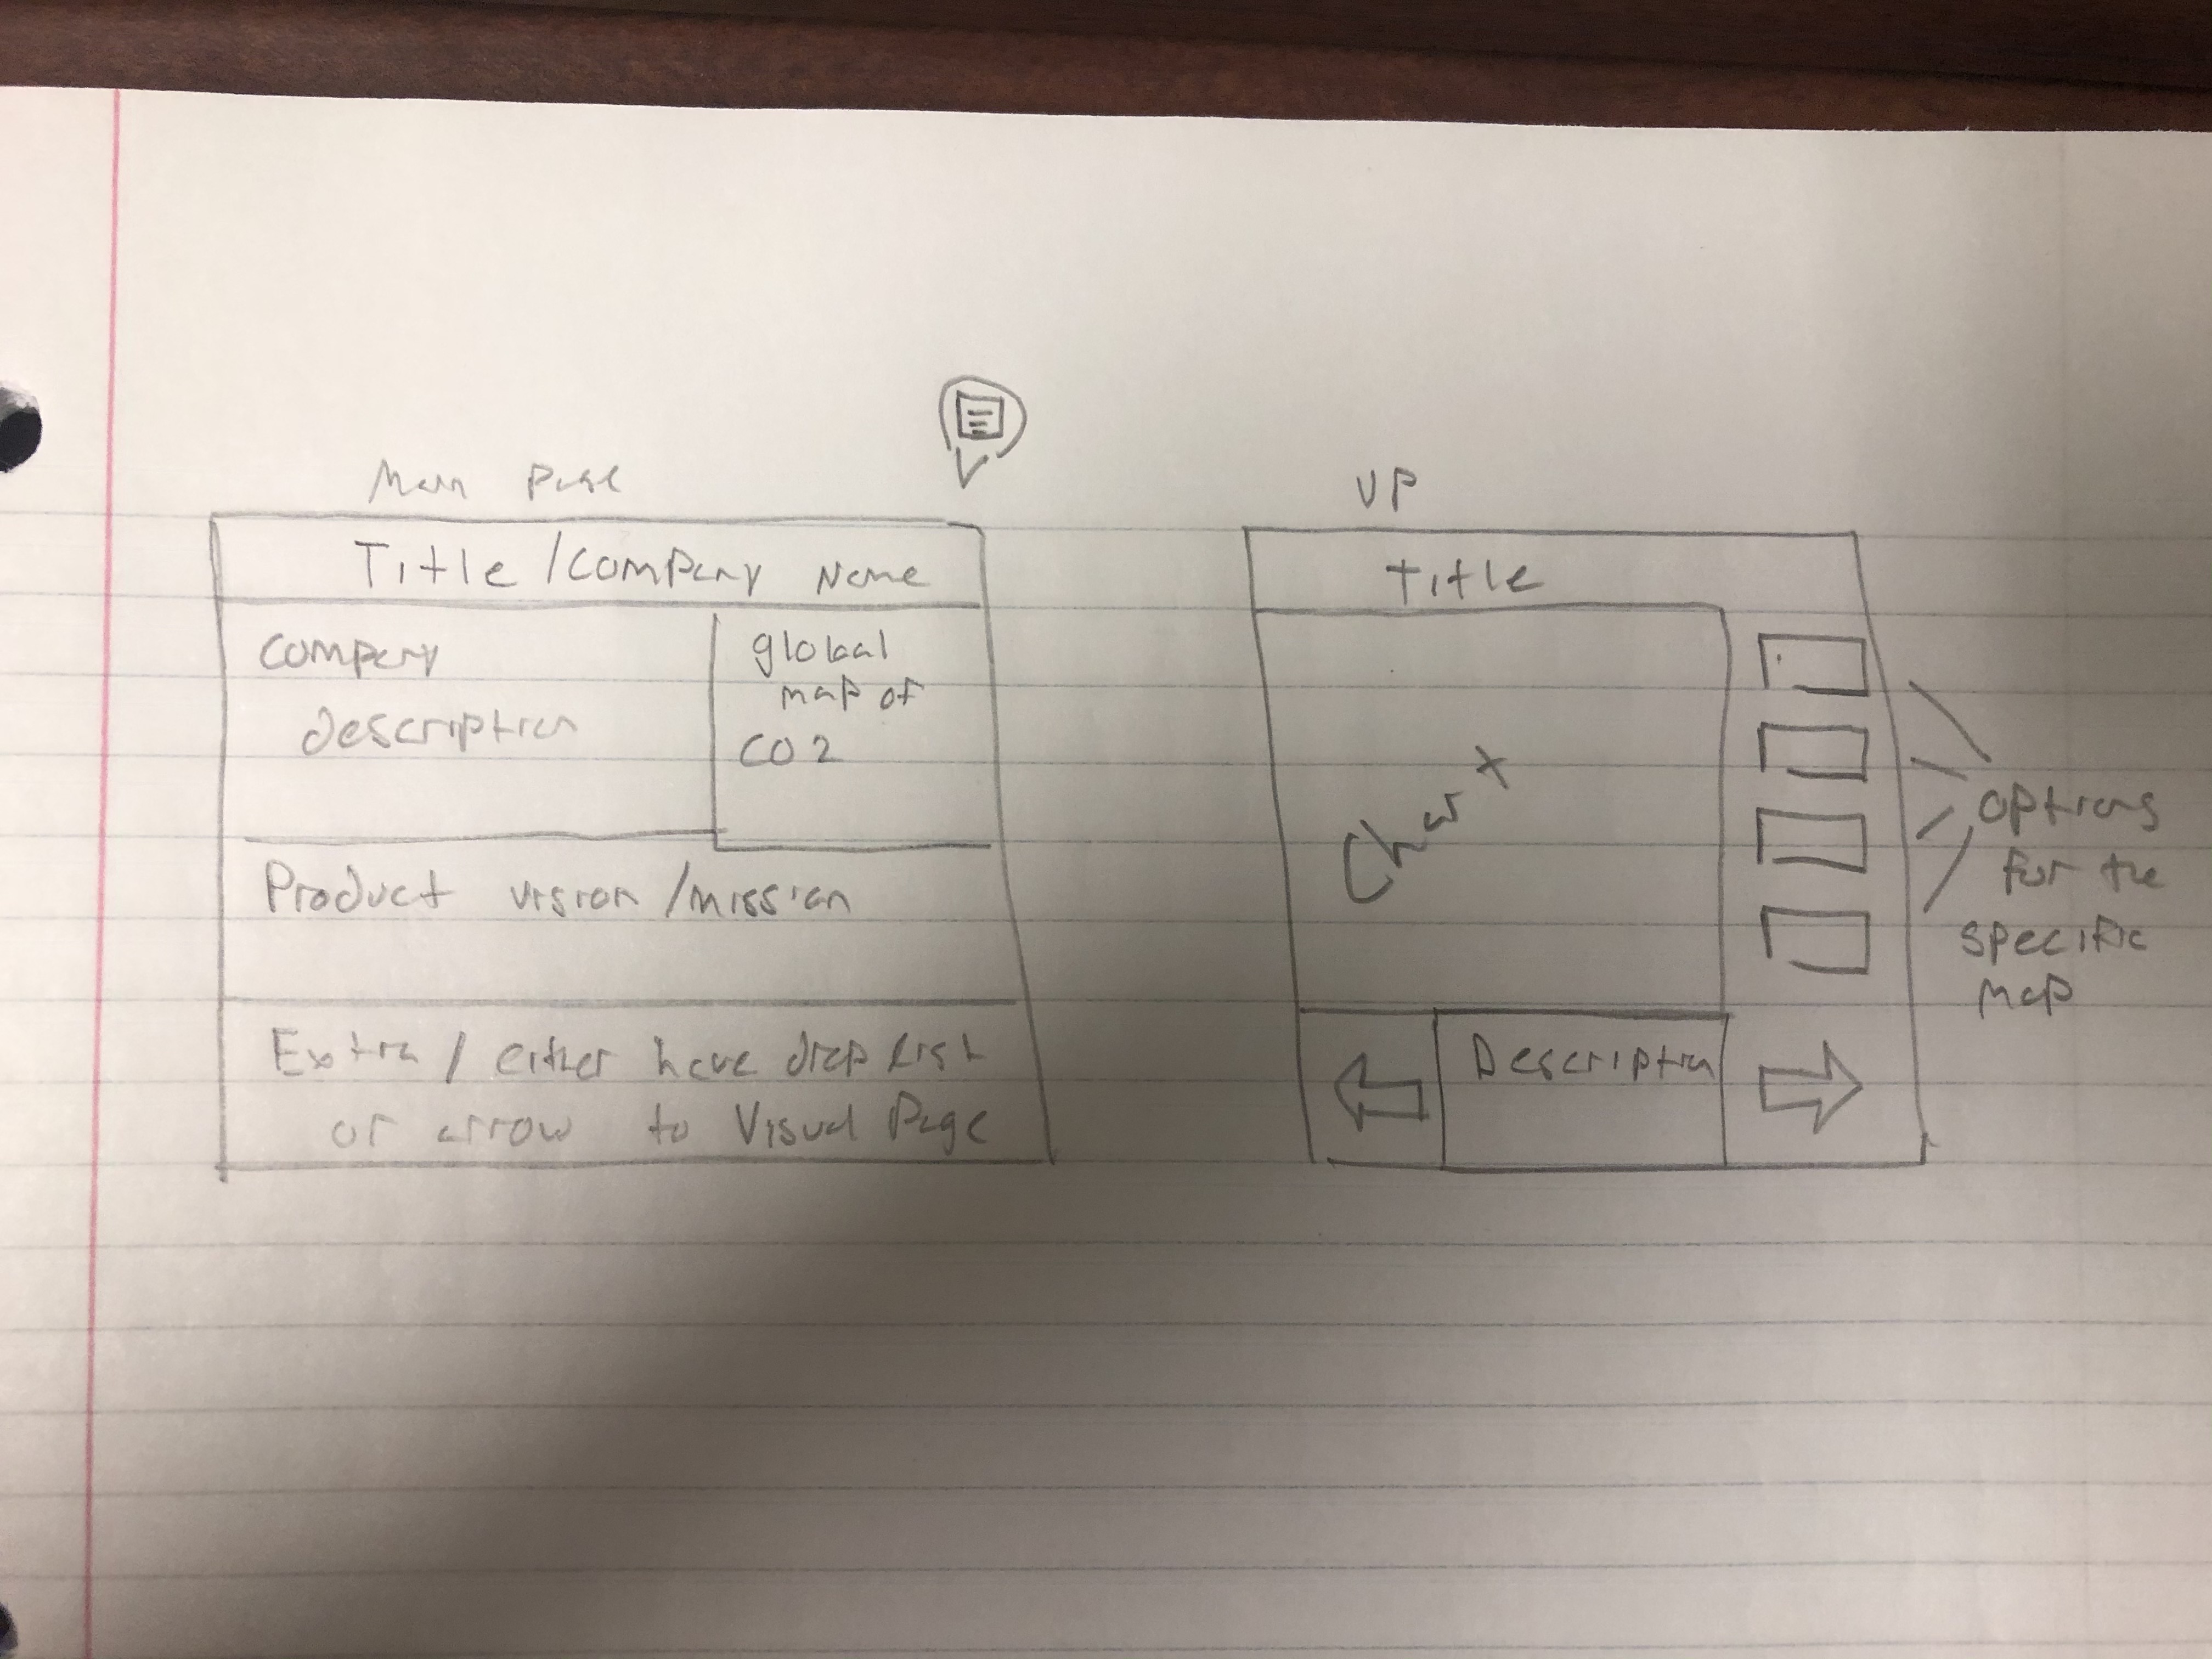 Main Page
Title / Company Name
Company
description
global
map of
CO2
Product vision / mission
Extra / either have drop list
or arrow to Visual Page
VP
Title
Chart
options
for the
specific
map
Description